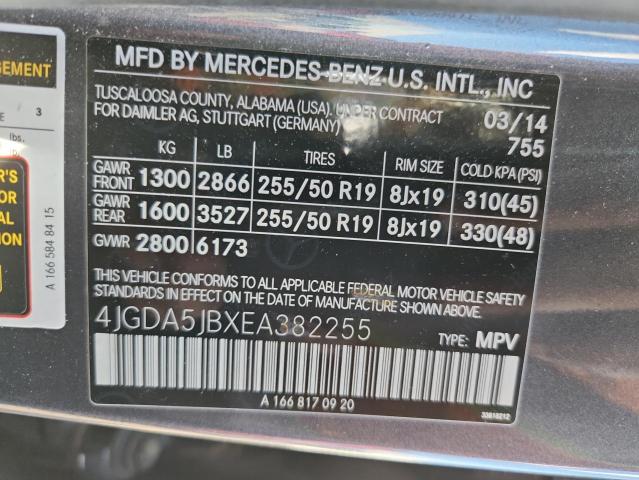 GEMENT
E 3
lbs.
lbs.
R'S
OR
AL
TION
A 166 584 84 15
MFD BY MERCEDES-BENZ U.S. INTL., INC
TUSCALOOSA COUNTY, ALABAMA (USA). UNDER CONTRACT
FOR DAIMLER AG, STUTTGART (GERMANY)
03/14
755
KG LB TIRES RIM SIZE COLD KPA(PSI)
GAWR FRONT 1300 2866 255/50 R19 8Jx19 310(45)
GAWR REAR 1600 3527 255/50 R19 8Jx19 330(48)
GVWR 2800 6173
THIS VEHICLE CONFORMS TO ALL APPLICABLE FEDERAL MOTOR VEHICLE SAFETY
STANDARDS IN EFFECT ON THE DATE OF MANUFACTURE SHOWN ABOVE.
4JGDA5JBXEA382255
TYPE: MPV
A 166 817 09 20